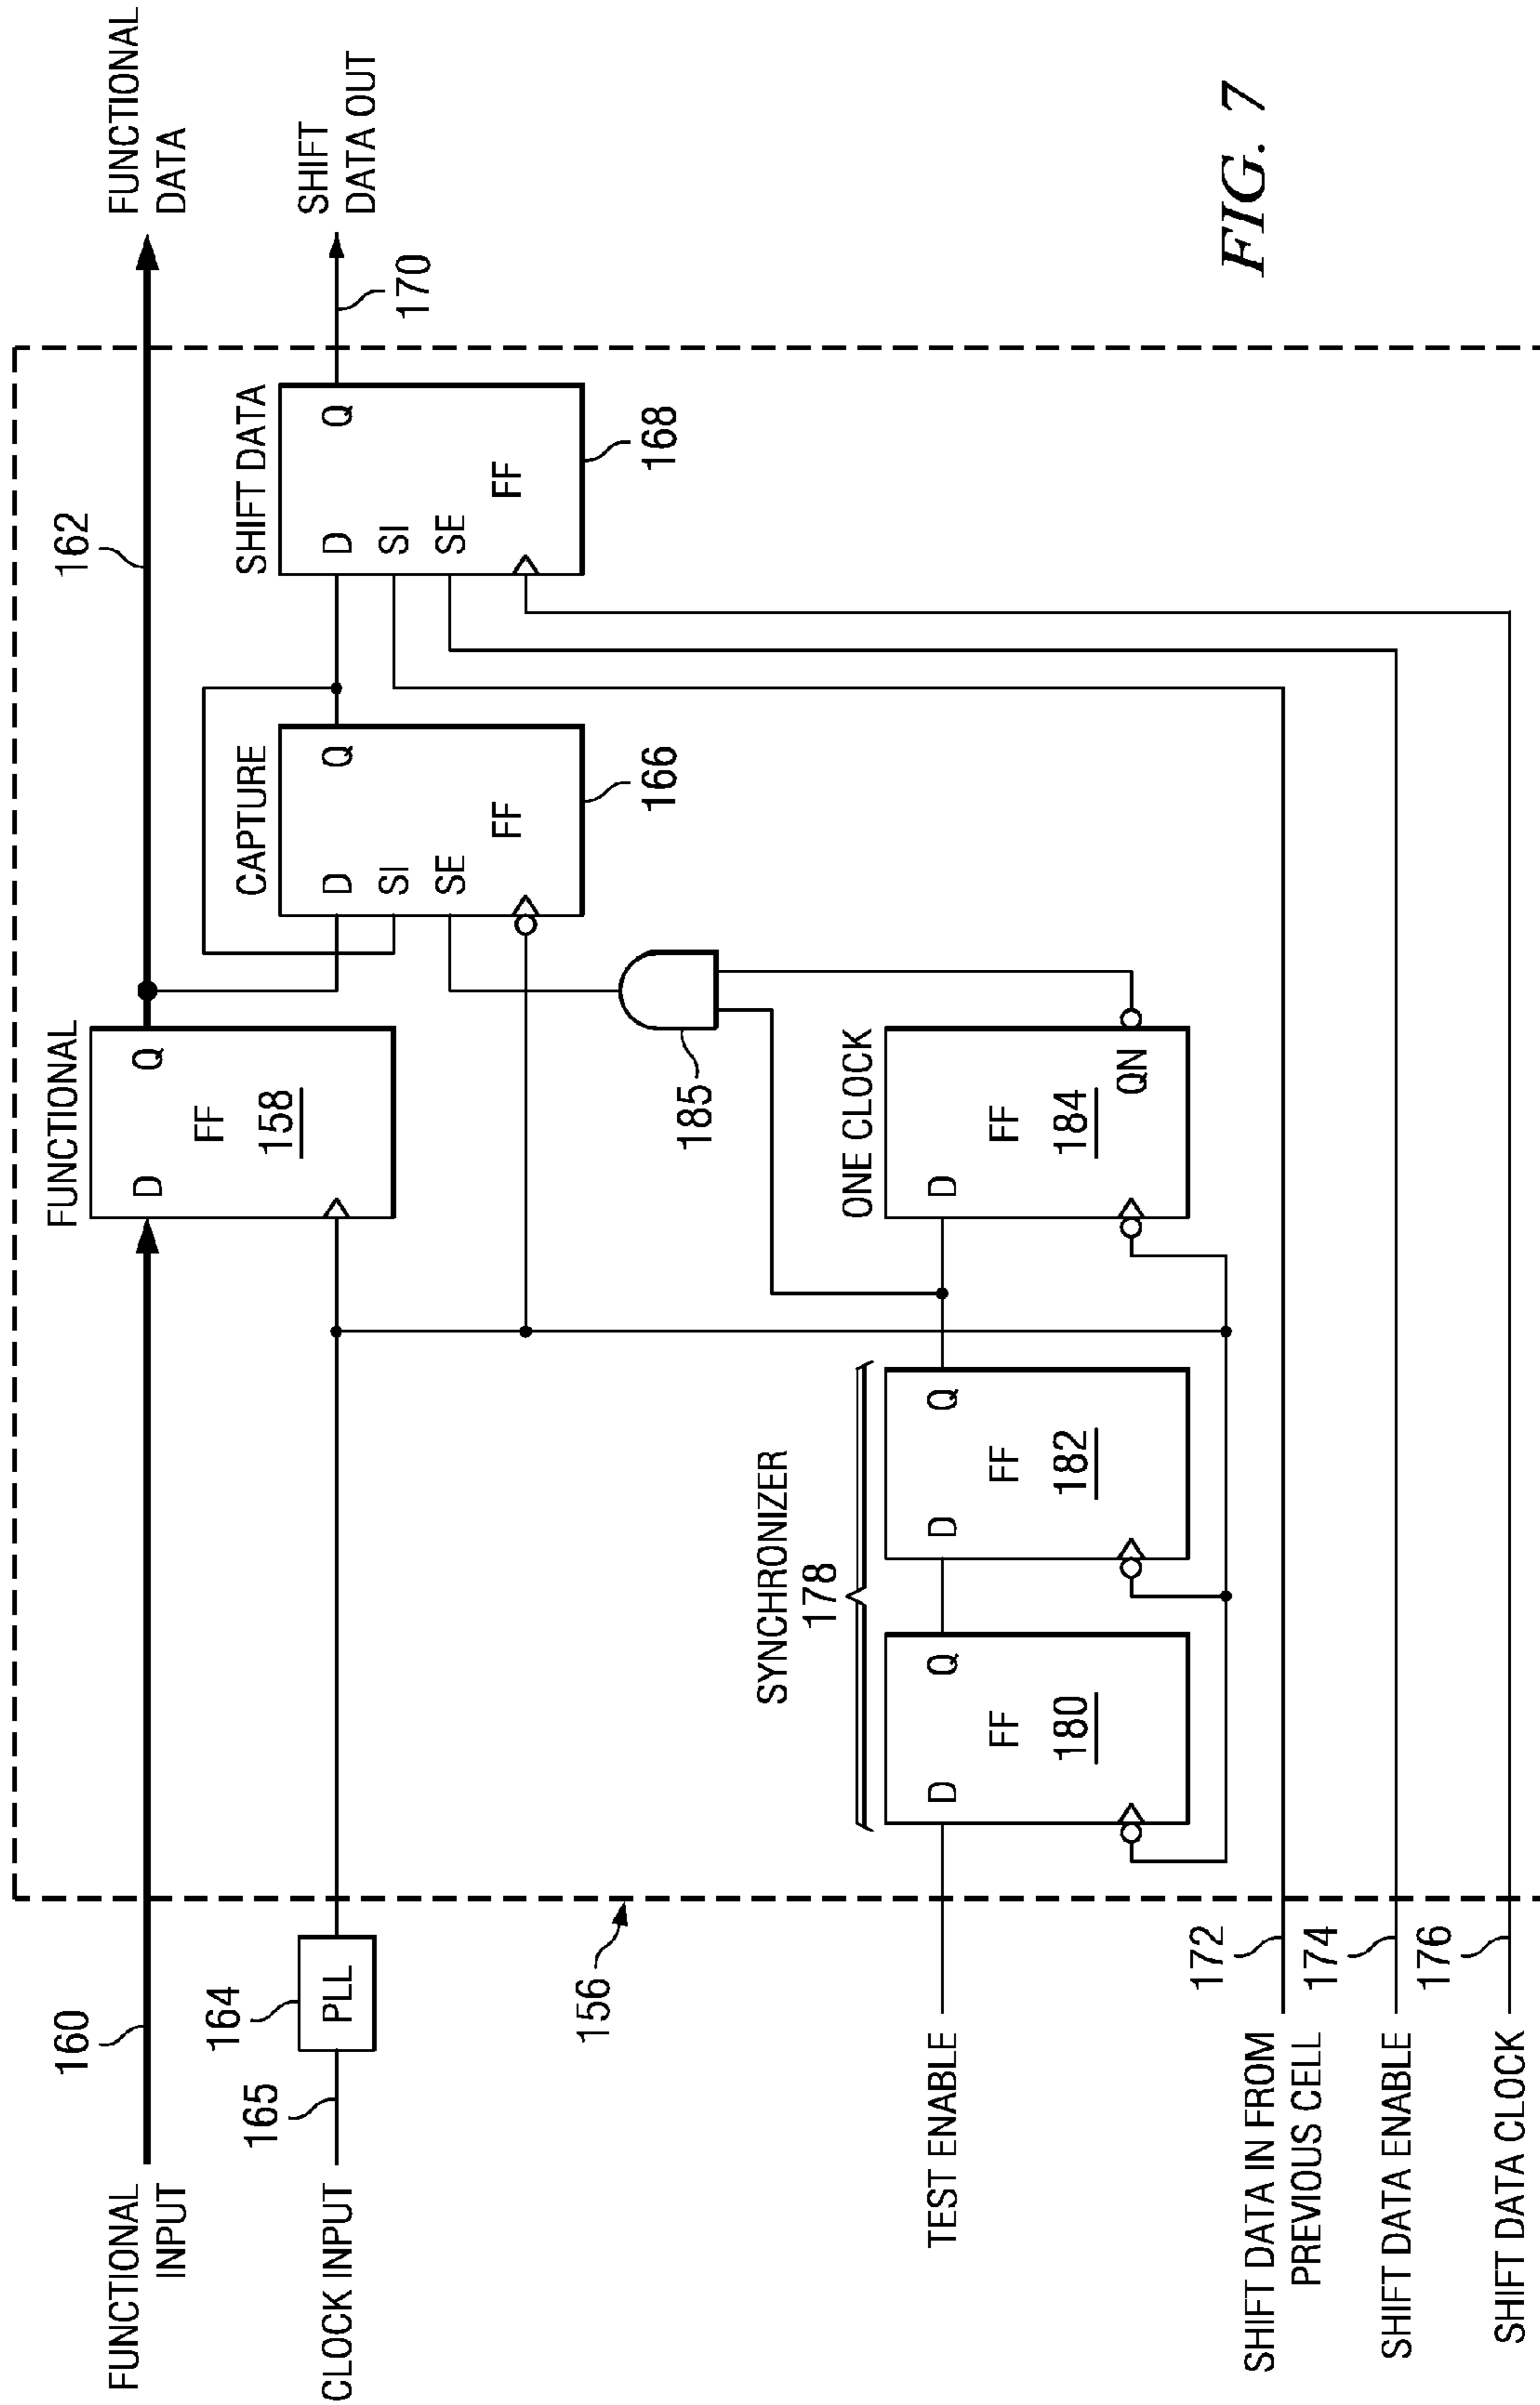 FUNCTIONAL
INPUT
160
162
FUNCTIONAL
DATA
FUNCTIONAL
D
Q
FF
158
CLOCK INPUT
165
164
PLL
CAPTURE
D
SI
SE
Q
FF
166
SHIFT DATA
D
SI
SE
Q
FF
168
SHIFT
DATA OUT
170
156
185
SYNCHRONIZER
178
ONE CLOCK
TEST ENABLE
D
Q
FF
180
D
Q
FF
182
D
FF
184
QN
SHIFT DATA IN FROM
PREVIOUS CELL
172
SHIFT DATA ENABLE
174
SHIFT DATA CLOCK
176
FIG. 7